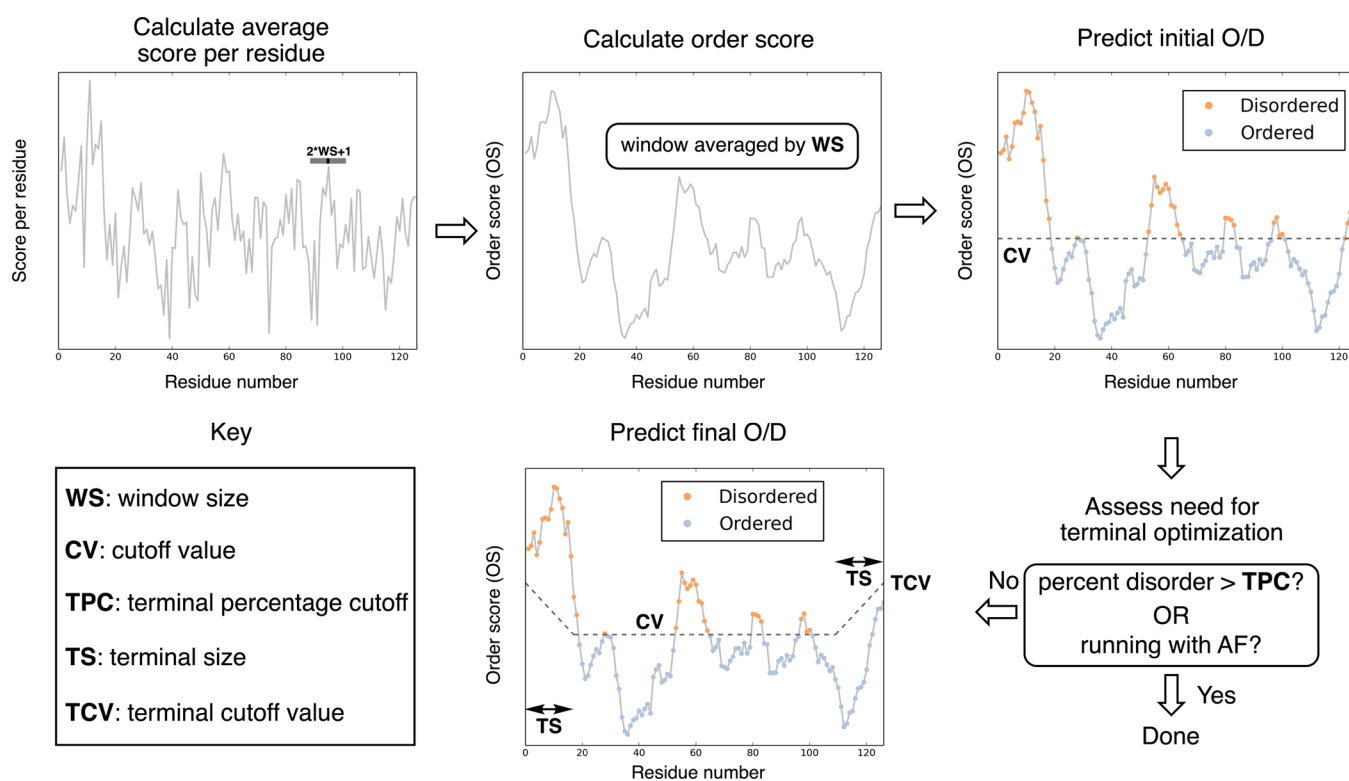 Calculate average
score per residue
2*WS+1
Score per residue
0 20 40 60 80 100 120
Residue number
Calculate order score
window averaged by WS
Order score (OS)
0 20 40 60 80 100 120
Residue number
Predict initial O/D
Disordered
Ordered
Order score (OS)
CV
0 20 40 60 80 100 120
Residue number
Key
WS: window size
CV: cutoff value
TPC: terminal percentage cutoff
TS: terminal size
TCV: terminal cutoff value
Predict final O/D
Disordered
Ordered
Order score (OS)
TS
TCV
CV
TS
0 20 40 60 80 100 120
Residue number
Assess need for
terminal optimization
No
percent disorder > TPC?
OR
running with AF?
Yes
Done